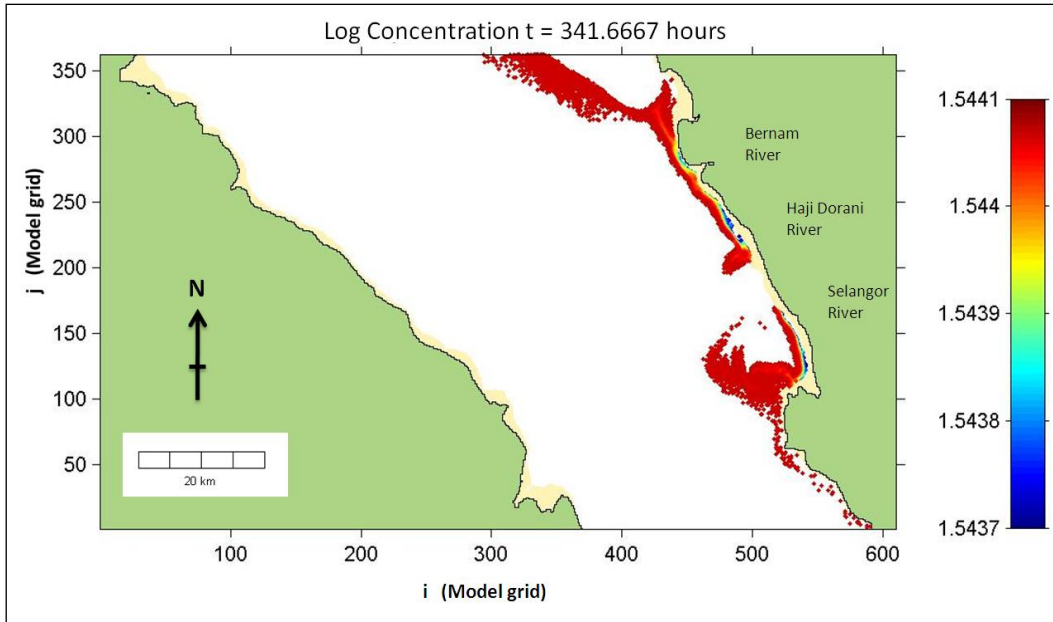 Log Concentration t = 341.6667 hours
350
300
250
200
150
100
50
j (Model grid)
N
20 km
Bernam
River
Haji Dorani
River
Selangor
River
1.5441
1.544
1.5439
1.5438
1.5437
100 200 300 400 500 600
i (Model grid)